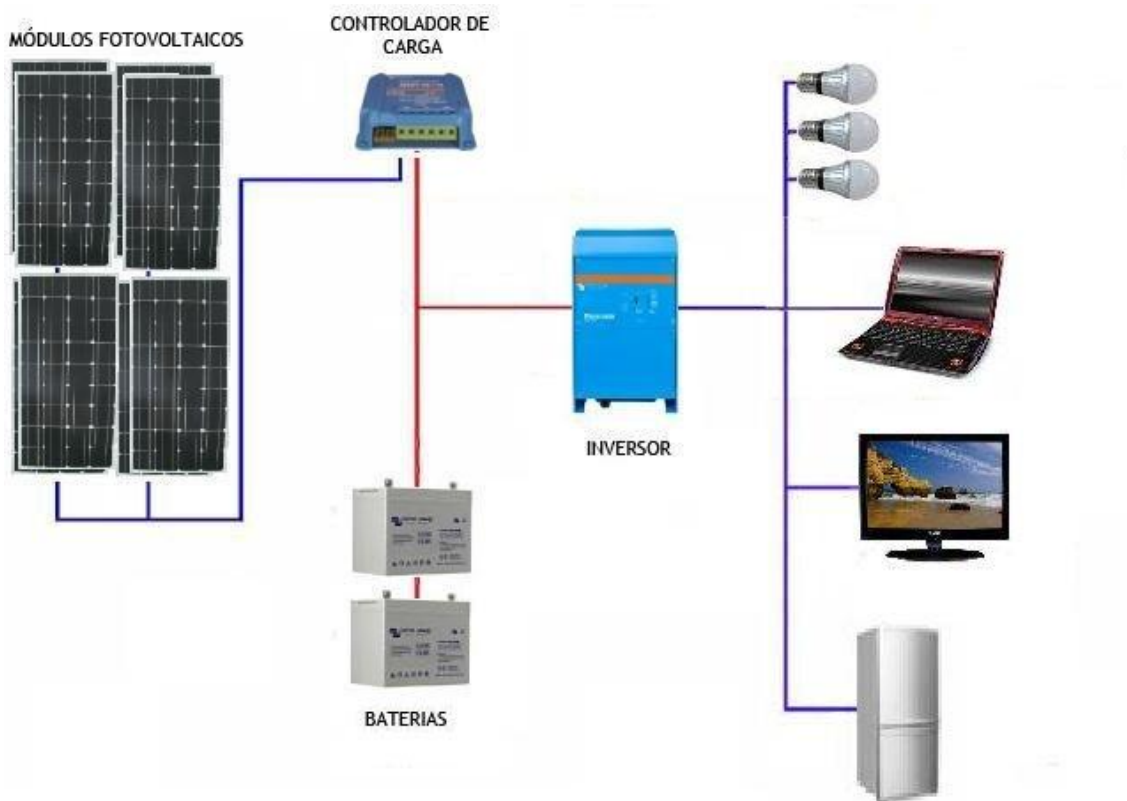 MÓDULOS FOTOVOLTAICOS
CONTROLADOR DE
CARGA
INVERSOR
BATERIAS